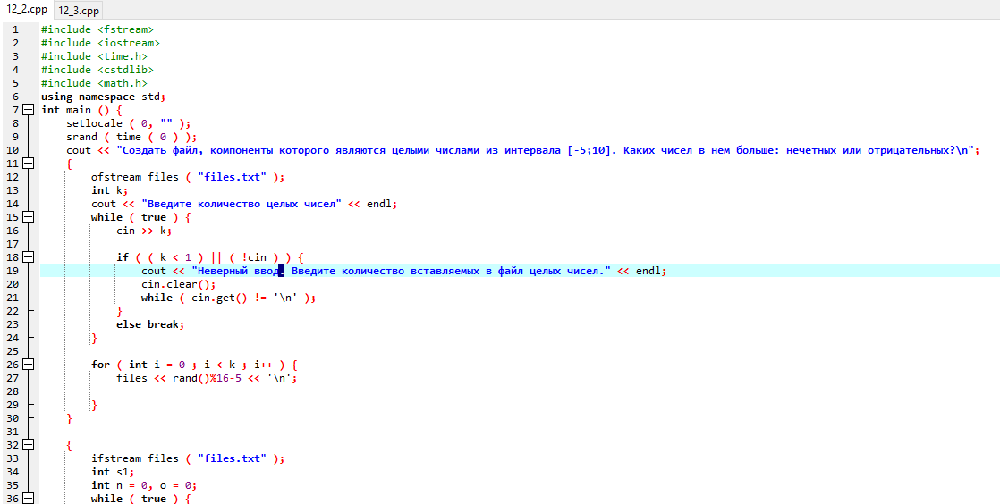 12_2.cpp 12_3.cpp
1 #include <fstream>
2 #include <iostream>
3 #include <time.h>
4 #include <cstdlib>
5 #include <math.h>
6 using namespace std;
7 int main () {
8 setlocale ( 0, "" );
9 srand ( time ( 0 ) );
10 cout << "Создать файл, компоненты которого являются целыми числами из интервала [-5;10]. Каких чисел в нем больше: нечетных или отрицательных?\n";
11 {
12 ofstream files ( "files.txt" );
13 int k;
14 cout << "Введите количество целых чисел" << endl;
15 while ( true ) {
16 cin >> k;
17
18 if ( ( k < 1 ) || ( !cin ) ) {
19 cout << "Неверный ввод. Введите количество вставляемых в файл целых чисел." << endl;
20 cin.clear();
21 while ( cin.get() != '\n' );
22 }
23 else break;
24 }
25
26 for ( int i = 0 ; i < k ; i++ ) {
27 files << rand()%16-5 << '\n';
28
29 }
30 }
31
32 {
33 ifstream files ( "files.txt" );
34 int s1;
35 int n = 0, o = 0;
36 while ( true ) {